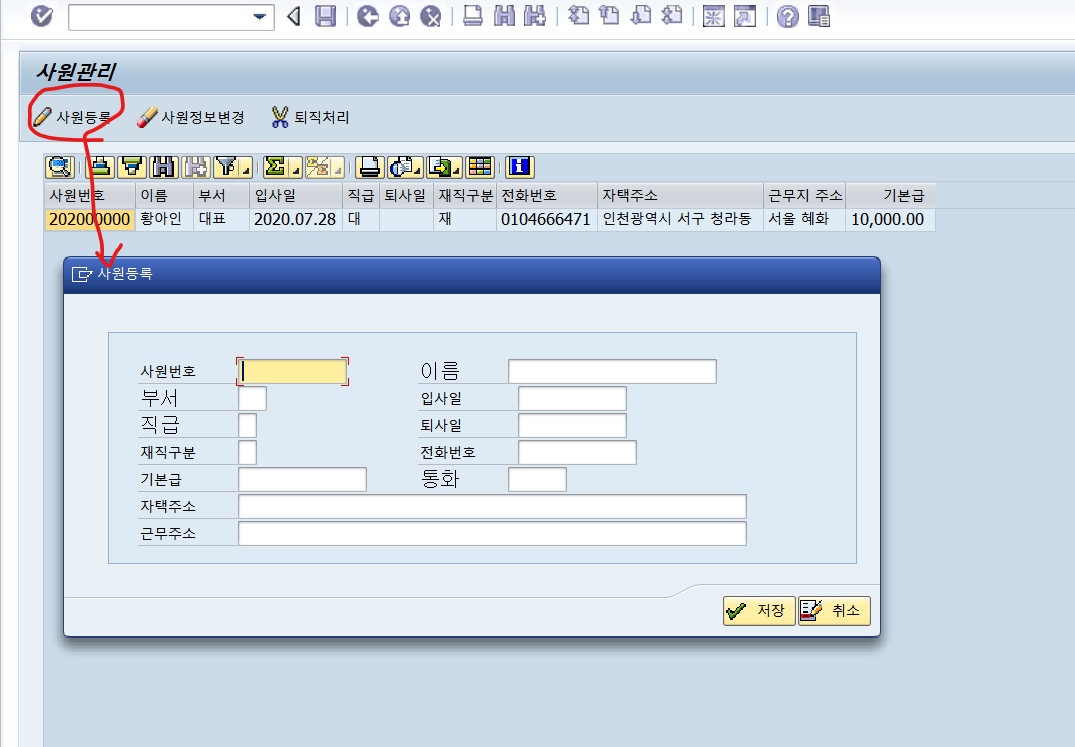 사원관리
사원등록 사원정보변경 퇴직처리
사원번호 이름 부서 입사일 직급 퇴사일 재직구분 전화번호 자택주소 근무지 주소 기본급
202000000 황아인 대표 2020.07.28 대 재 0104666471 인천광역시 서구 청라동 서울 혜화 10,000.00
사원등록
사원번호 이름
부서 입사일
직급 퇴사일
재직구분 전화번호
기본급 통화
자택주소
근무주소
저장 취소